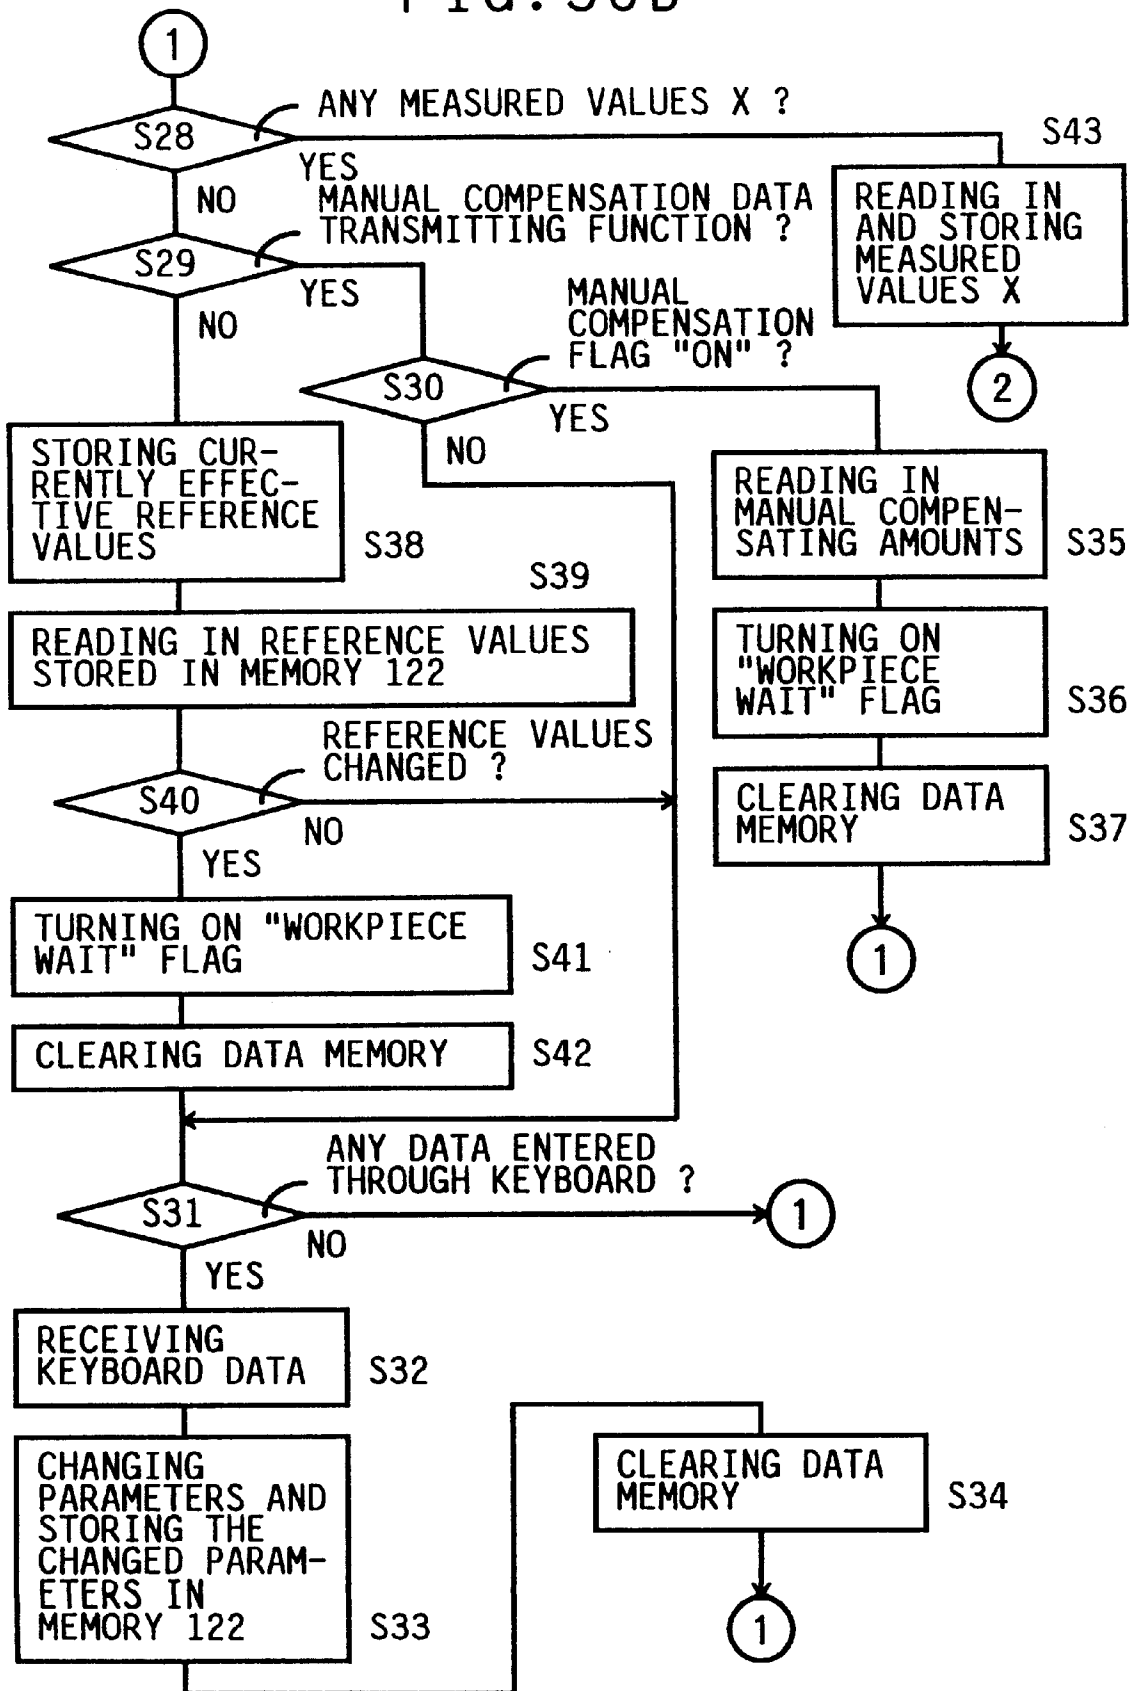 Fig. 30B
1
S28
ANY MEASURED VALUES X ?
YES
NO
S43
READING IN
AND STORING
MEASURED
VALUES X
2
S29
MANUAL COMPENSATION DATA
TRANSMITTING FUNCTION ?
YES
NO
S30
MANUAL
COMPENSATION
FLAG "ON" ?
YES
NO
STORING CUR-
RENTLY EFFEC-
TIVE REFERENCE
VALUES
S38
READING IN
MANUAL COMPEN-
SATING AMOUNTS
S35
S39
READING IN REFERENCE VALUES
STORED IN MEMORY 122
TURNING ON
"WORKPIECE
WAIT" FLAG
S36
S40
REFERENCE VALUES
CHANGED ?
NO
YES
CLEARING DATA
MEMORY
S37
1
TURNING ON "WORKPIECE
WAIT" FLAG
S41
CLEARING DATA MEMORY
S42
S31
ANY DATA ENTERED
THROUGH KEYBOARD ?
NO
1
YES
RECEIVING
KEYBOARD DATA
S32
CHANGING
PARAMETERS AND
STORING THE
CHANGED PARAM-
ETERS IN
MEMORY 122
S33
CLEARING DATA
MEMORY
S34
1